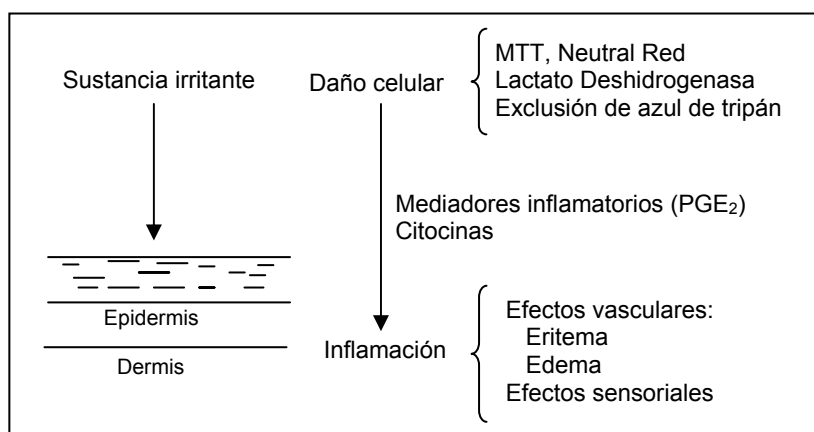 Sustancia irritante
Epidermis
Dermis
Daño celular
MTT, Neutral Red
Lactato Deshidrogenasa
Exclusión de azul de tripán
Mediadores inflamatorios (PGE₂)
Citocinas
Inflamación
Efectos vasculares:
Eritema
Edema
Efectos sensoriales